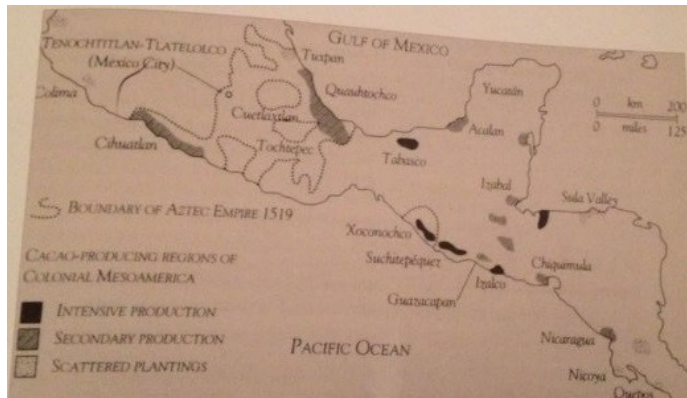 GULF OF MEXICO
TENOCHTITLAN-TLATELOLCO
(Mexico City)
Tuxpan
Colima
Quauhtochco
Yucatán
Cuetlaxtlan
0 km 200
0 miles 125
Acalan
Cihuatlan
Tochtepec
Tabasco
Izabal
Sula Valley
BOUNDARY OF AZTEC EMPIRE 1519
Xoconochco
CACAO-PRODUCING REGIONS OF
COLONIAL MESOAMERICA
Suchitepéquez
Chiquimula
Izalco
Guazacapan
INTENSIVE PRODUCTION
SECONDARY PRODUCTION
PACIFIC OCEAN
Nicaragua
SCATTERED PLANTINGS
Nicoya
Quepos